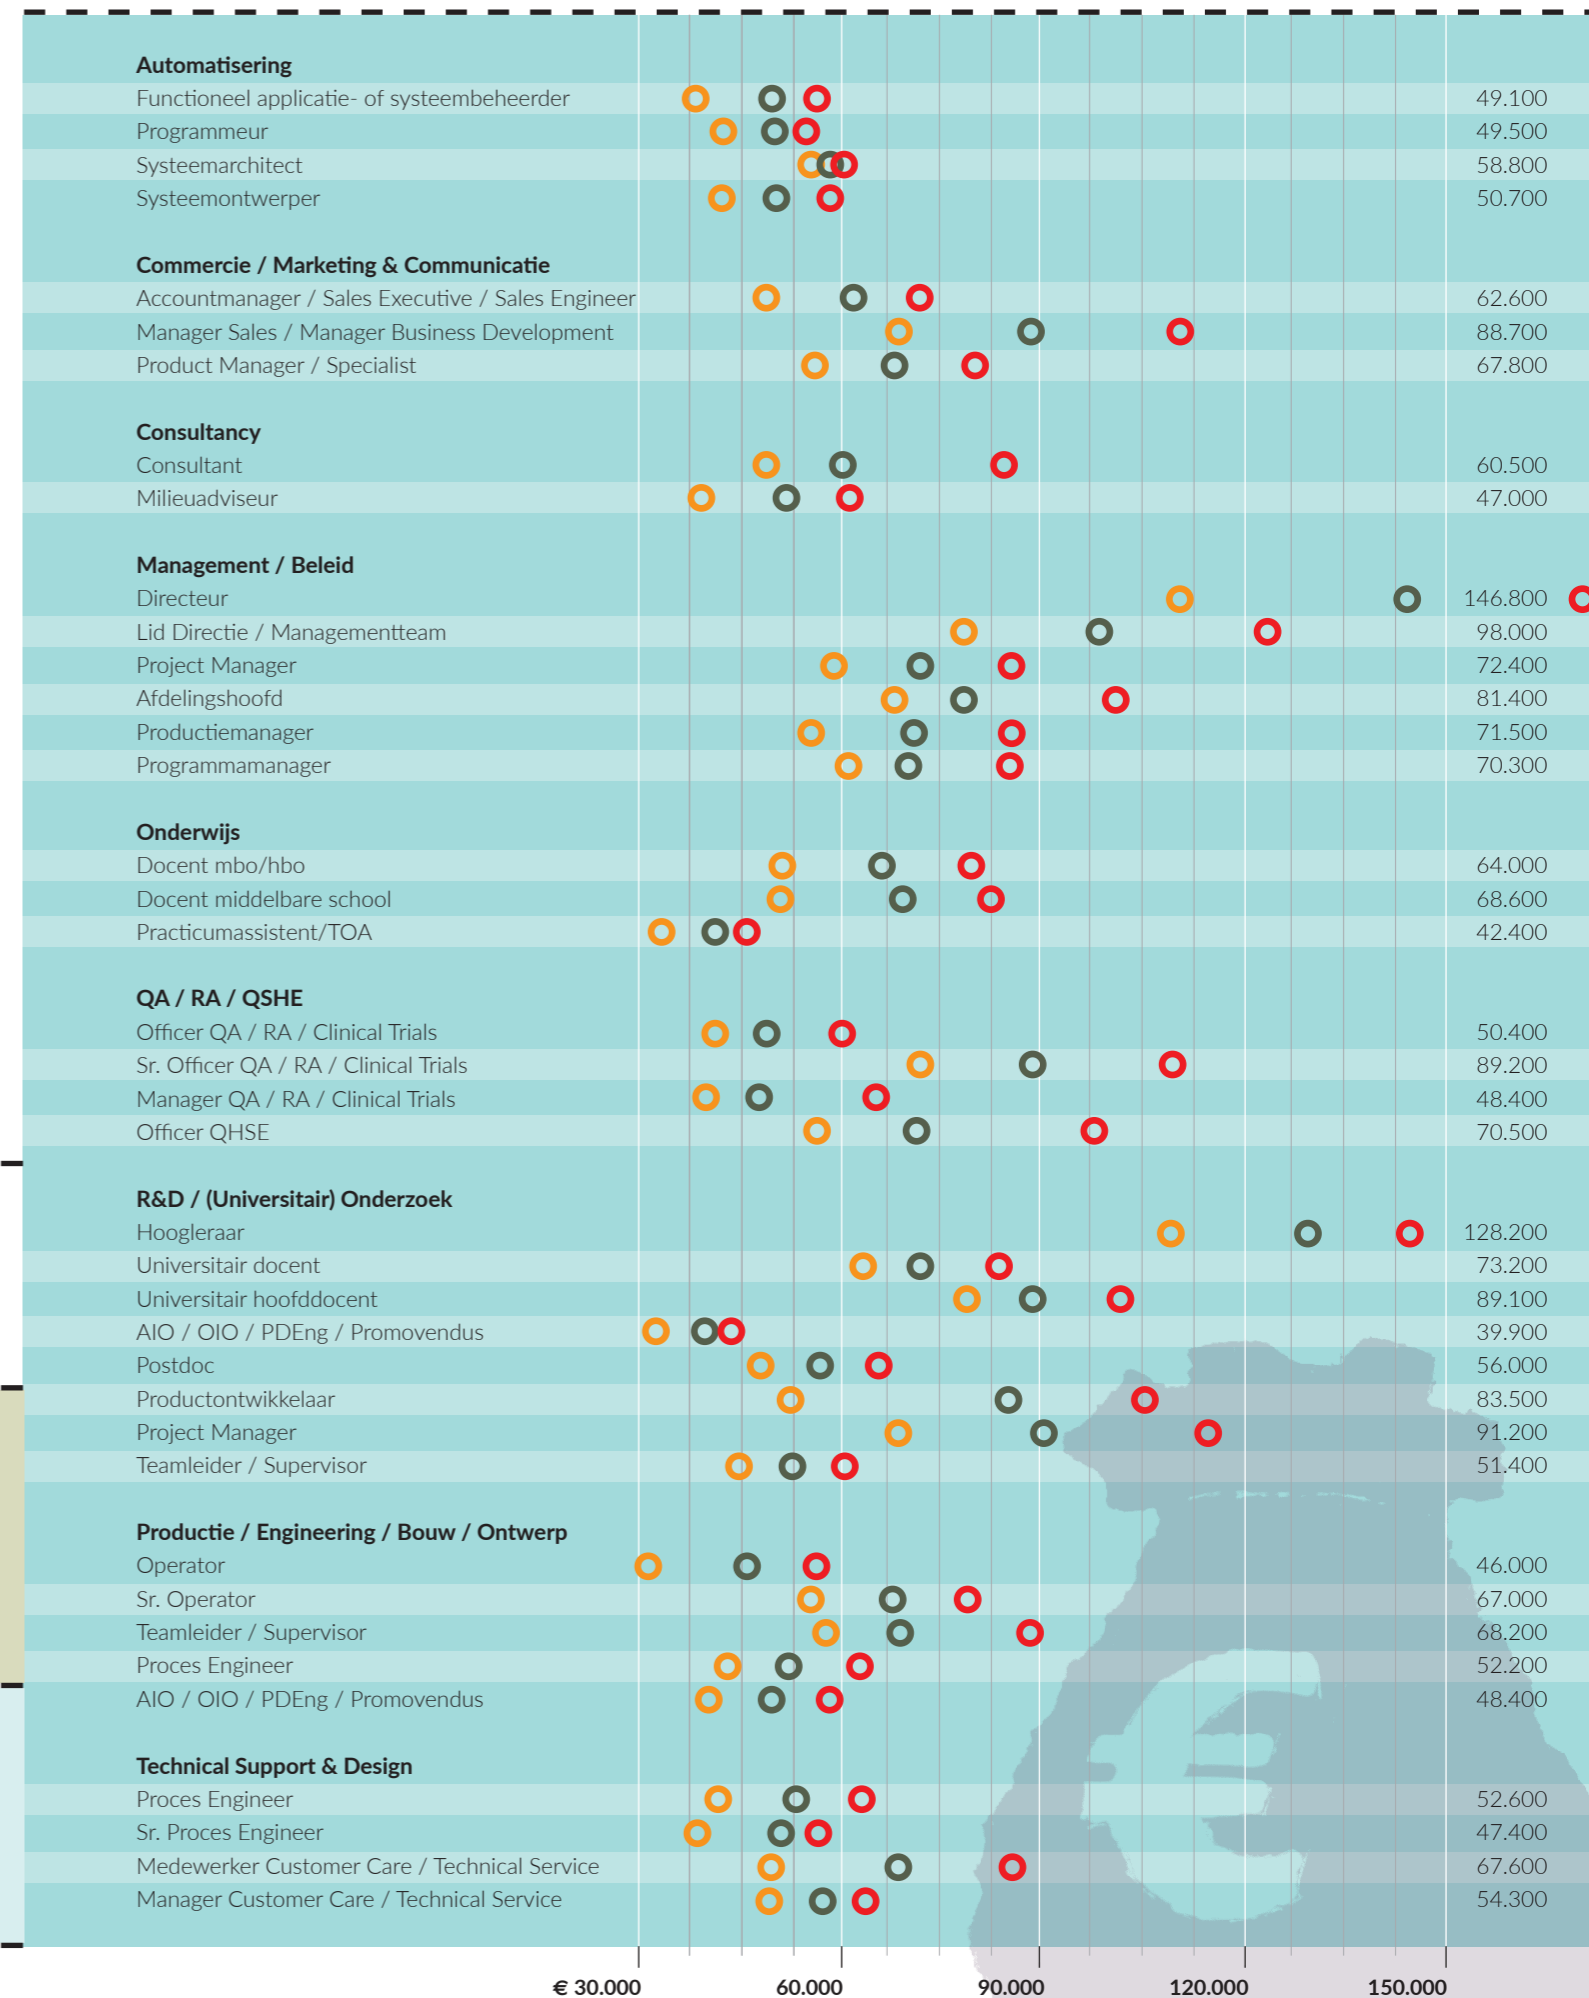 Automatisering
Functioneel applicatie- of systeembeheerder 49.100
Programmeur 49.500
Systeemarchitect 58.800
Systeemontwerper 50.700
Commercie / Marketing & Communicatie
Accountmanager / Sales Executive / Sales Engineer 62.600
Manager Sales / Manager Business Development 88.700
Product Manager / Specialist 67.800
Consultancy
Consultant 60.500
Milieuadviseur 47.000
Management / Beleid
Directeur 146.800
Lid Directie / Managementteam 98.000
Project Manager 72.400
Afdelingshoofd 81.400
Productiemanager 71.500
Programmamanager 70.300
Onderwijs
Docent mbo/hbo 64.000
Docent middelbare school 68.600
Practicumassistent/TOA 42.400
QA / RA / QSHE
Officer QA / RA / Clinical Trials 50.400
Sr. Officer QA / RA / Clinical Trials 89.200
Manager QA / RA / Clinical Trials 48.400
Officer QHSE 70.500
R&D / (Universitair) Onderzoek
Hoogleraar 128.200
Universitair docent 73.200
Universitair hoofddocent 89.100
AIO / OIO / PDEng / Promovendus 39.900
Postdoc 56.000
Productontwikkelaar 83.500
Project Manager 91.200
Teamleider / Supervisor 51.400
Productie / Engineering / Bouw / Ontwerp
Operator 46.000
Sr. Operator 67.000
Teamleider / Supervisor 68.200
Proces Engineer 52.200
AIO / OIO / PDEng / Promovendus 48.400
Technical Support & Design
Proces Engineer 52.600
Sr. Proces Engineer 47.400
Medewerker Customer Care / Technical Service 67.600
Manager Customer Care / Technical Service 54.300
€
€ 30.000 60.000 90.000 120.000 150.000